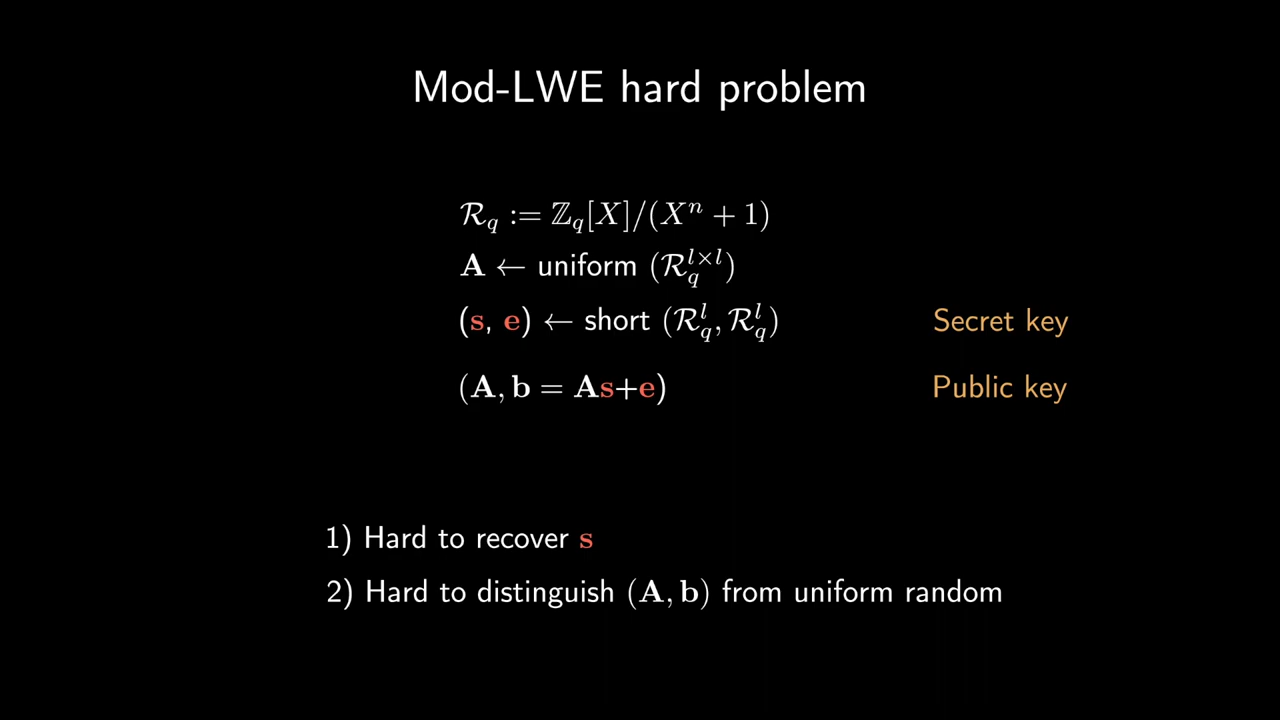 Mod-LWE hard problem
ℛ_q := ℤ_q[X]/(X^n + 1)
A ← uniform (ℛ_q^{l×l})
(s, e) ← short (ℛ_q^l, ℛ_q^l) Secret key
(A, b = As+e) Public key
1) Hard to recover s
2) Hard to distinguish (A, b) from uniform random